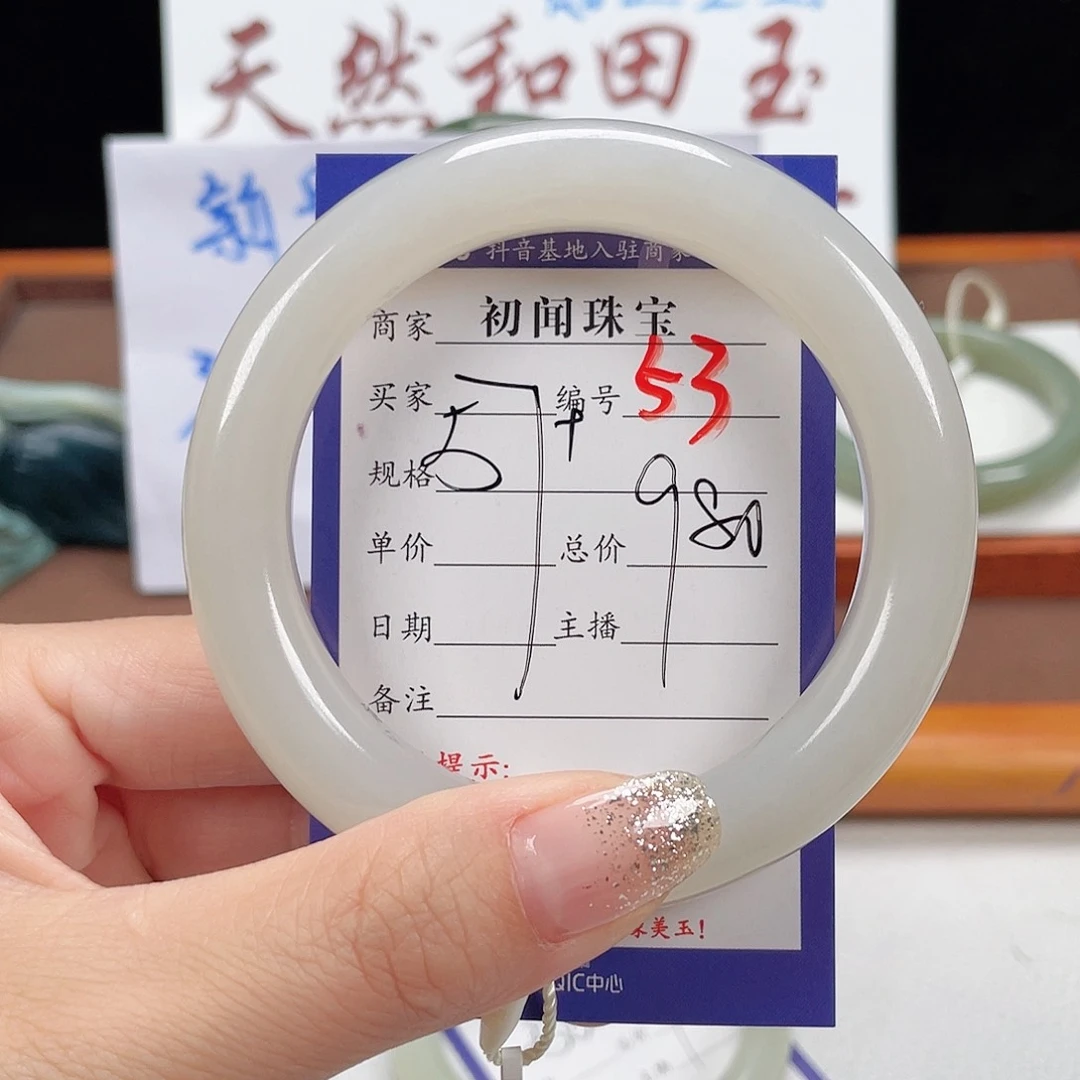 天然和田玉
抖音基地入驻商家
商家 初闻珠宝
买家 编号 53
规格
单价 总价 980
日期 主播
备注
提示:
美玉!
QIC中心